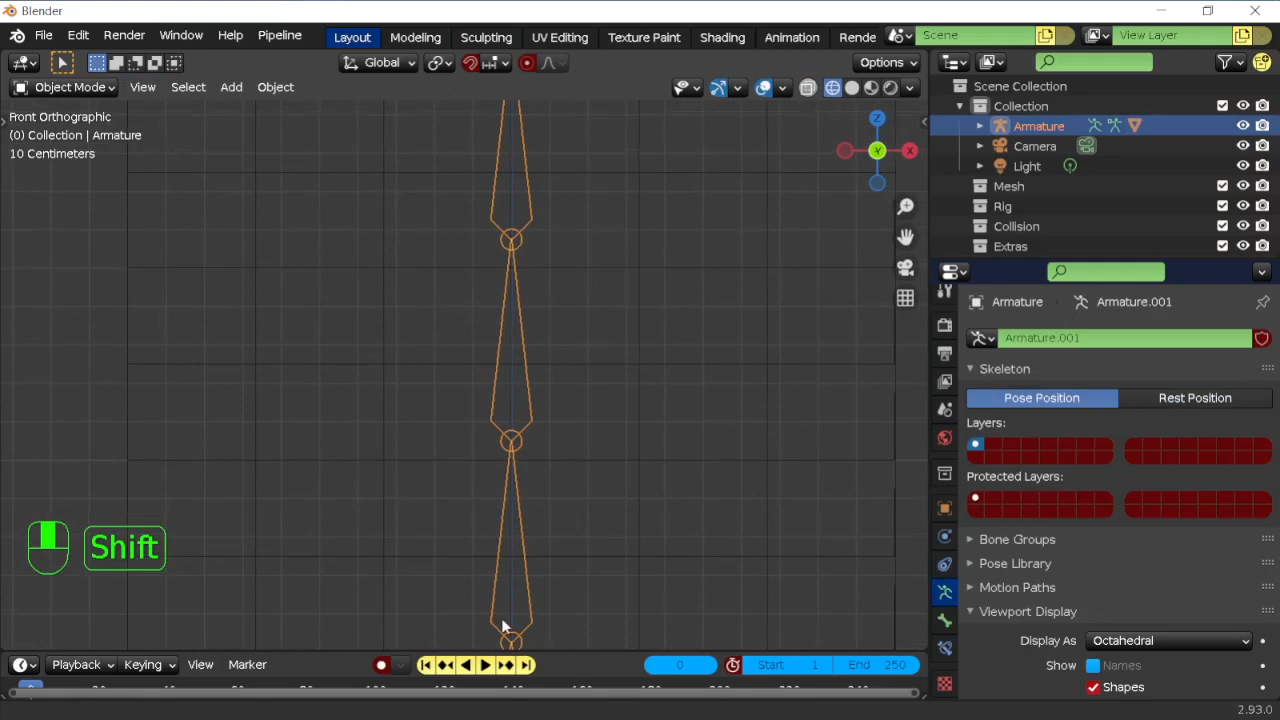 Blender
File Edit Render Window Help Pipeline
Layout Modeling Sculpting UV Editing Texture Paint Shading Animation Rende
Scene
View Layer
Global
Options
Object Mode View Select Add Object
Front Orthographic
(0) Collection | Armature
10 Centimeters
Z
Y
X
Shift
Scene Collection
Collection
Armature
Camera
Light
Mesh
Rig
Collision
Extras
Armature Armature.001
Armature.001
Skeleton
Pose Position Rest Position
Layers:
Protected Layers:
Bone Groups
Pose Library
Motion Paths
Viewport Display
Display As Octahedral
Show Names
Shapes
Playback Keying View Marker
0 Start 1 End 250
2.93.0